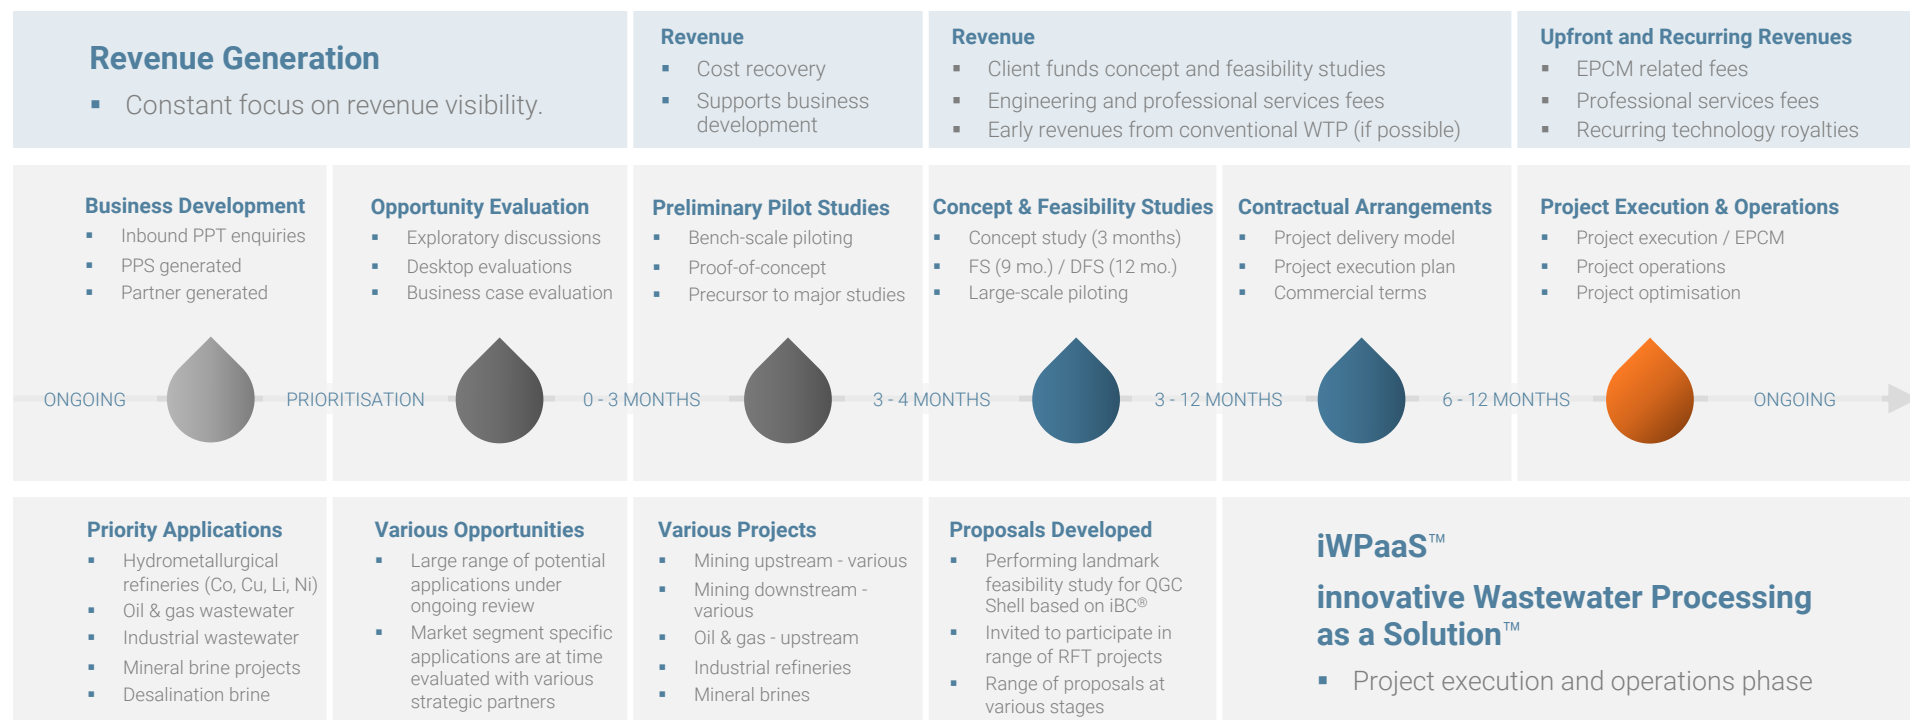 Revenue Generation
▪ Constant focus on revenue visibility.
Revenue
▪ Cost recovery
▪ Supports business
development
Revenue
▪ Client funds concept and feasibility studies
▪ Engineering and professional services fees
▪ Early revenues from conventional WTP (if possible)
Upfront and Recurring Revenues
▪ EPCM related fees
▪ Professional services fees
▪ Recurring technology royalties
Business Development
▪ Inbound PPT enquiries
▪ PPS generated
▪ Partner generated
Opportunity Evaluation
▪ Exploratory discussions
▪ Desktop evaluations
▪ Business case evaluation
Preliminary Pilot Studies
▪ Bench-scale piloting
▪ Proof-of-concept
▪ Precursor to major studies
Concept & Feasibility Studies
▪ Concept study (3 months)
▪ FS (9 mo.) / DFS (12 mo.)
▪ Large-scale piloting
Contractual Arrangements
▪ Project delivery model
▪ Project execution plan
▪ Commercial terms
Project Execution & Operations
▪ Project execution / EPCM
▪ Project operations
▪ Project optimisation
ONGOING
PRIORITISATION
0 - 3 MONTHS
3 - 4 MONTHS
3 - 12 MONTHS
6 - 12 MONTHS
ONGOING
Priority Applications
▪ Hydrometallurgical
refineries (Co, Cu, Li, Ni)
▪ Oil & gas wastewater
▪ Industrial wastewater
▪ Mineral brine projects
▪ Desalination brine
Various Opportunities
▪ Large range of potential
applications under
ongoing review
▪ Market segment specific
applications are at time
evaluated with various
strategic partners
Various Projects
▪ Mining upstream - various
▪ Mining downstream -
various
▪ Oil & gas - upstream
▪ Industrial refineries
▪ Mineral brines
Proposals Developed
▪ Performing landmark
feasibility study for QGC
Shell based on iBC®
▪ Invited to participate in
range of RFT projects
▪ Range of proposals at
various stages
iWPaaS™
innovative Wastewater Processing
as a Solution™
▪ Project execution and operations phase